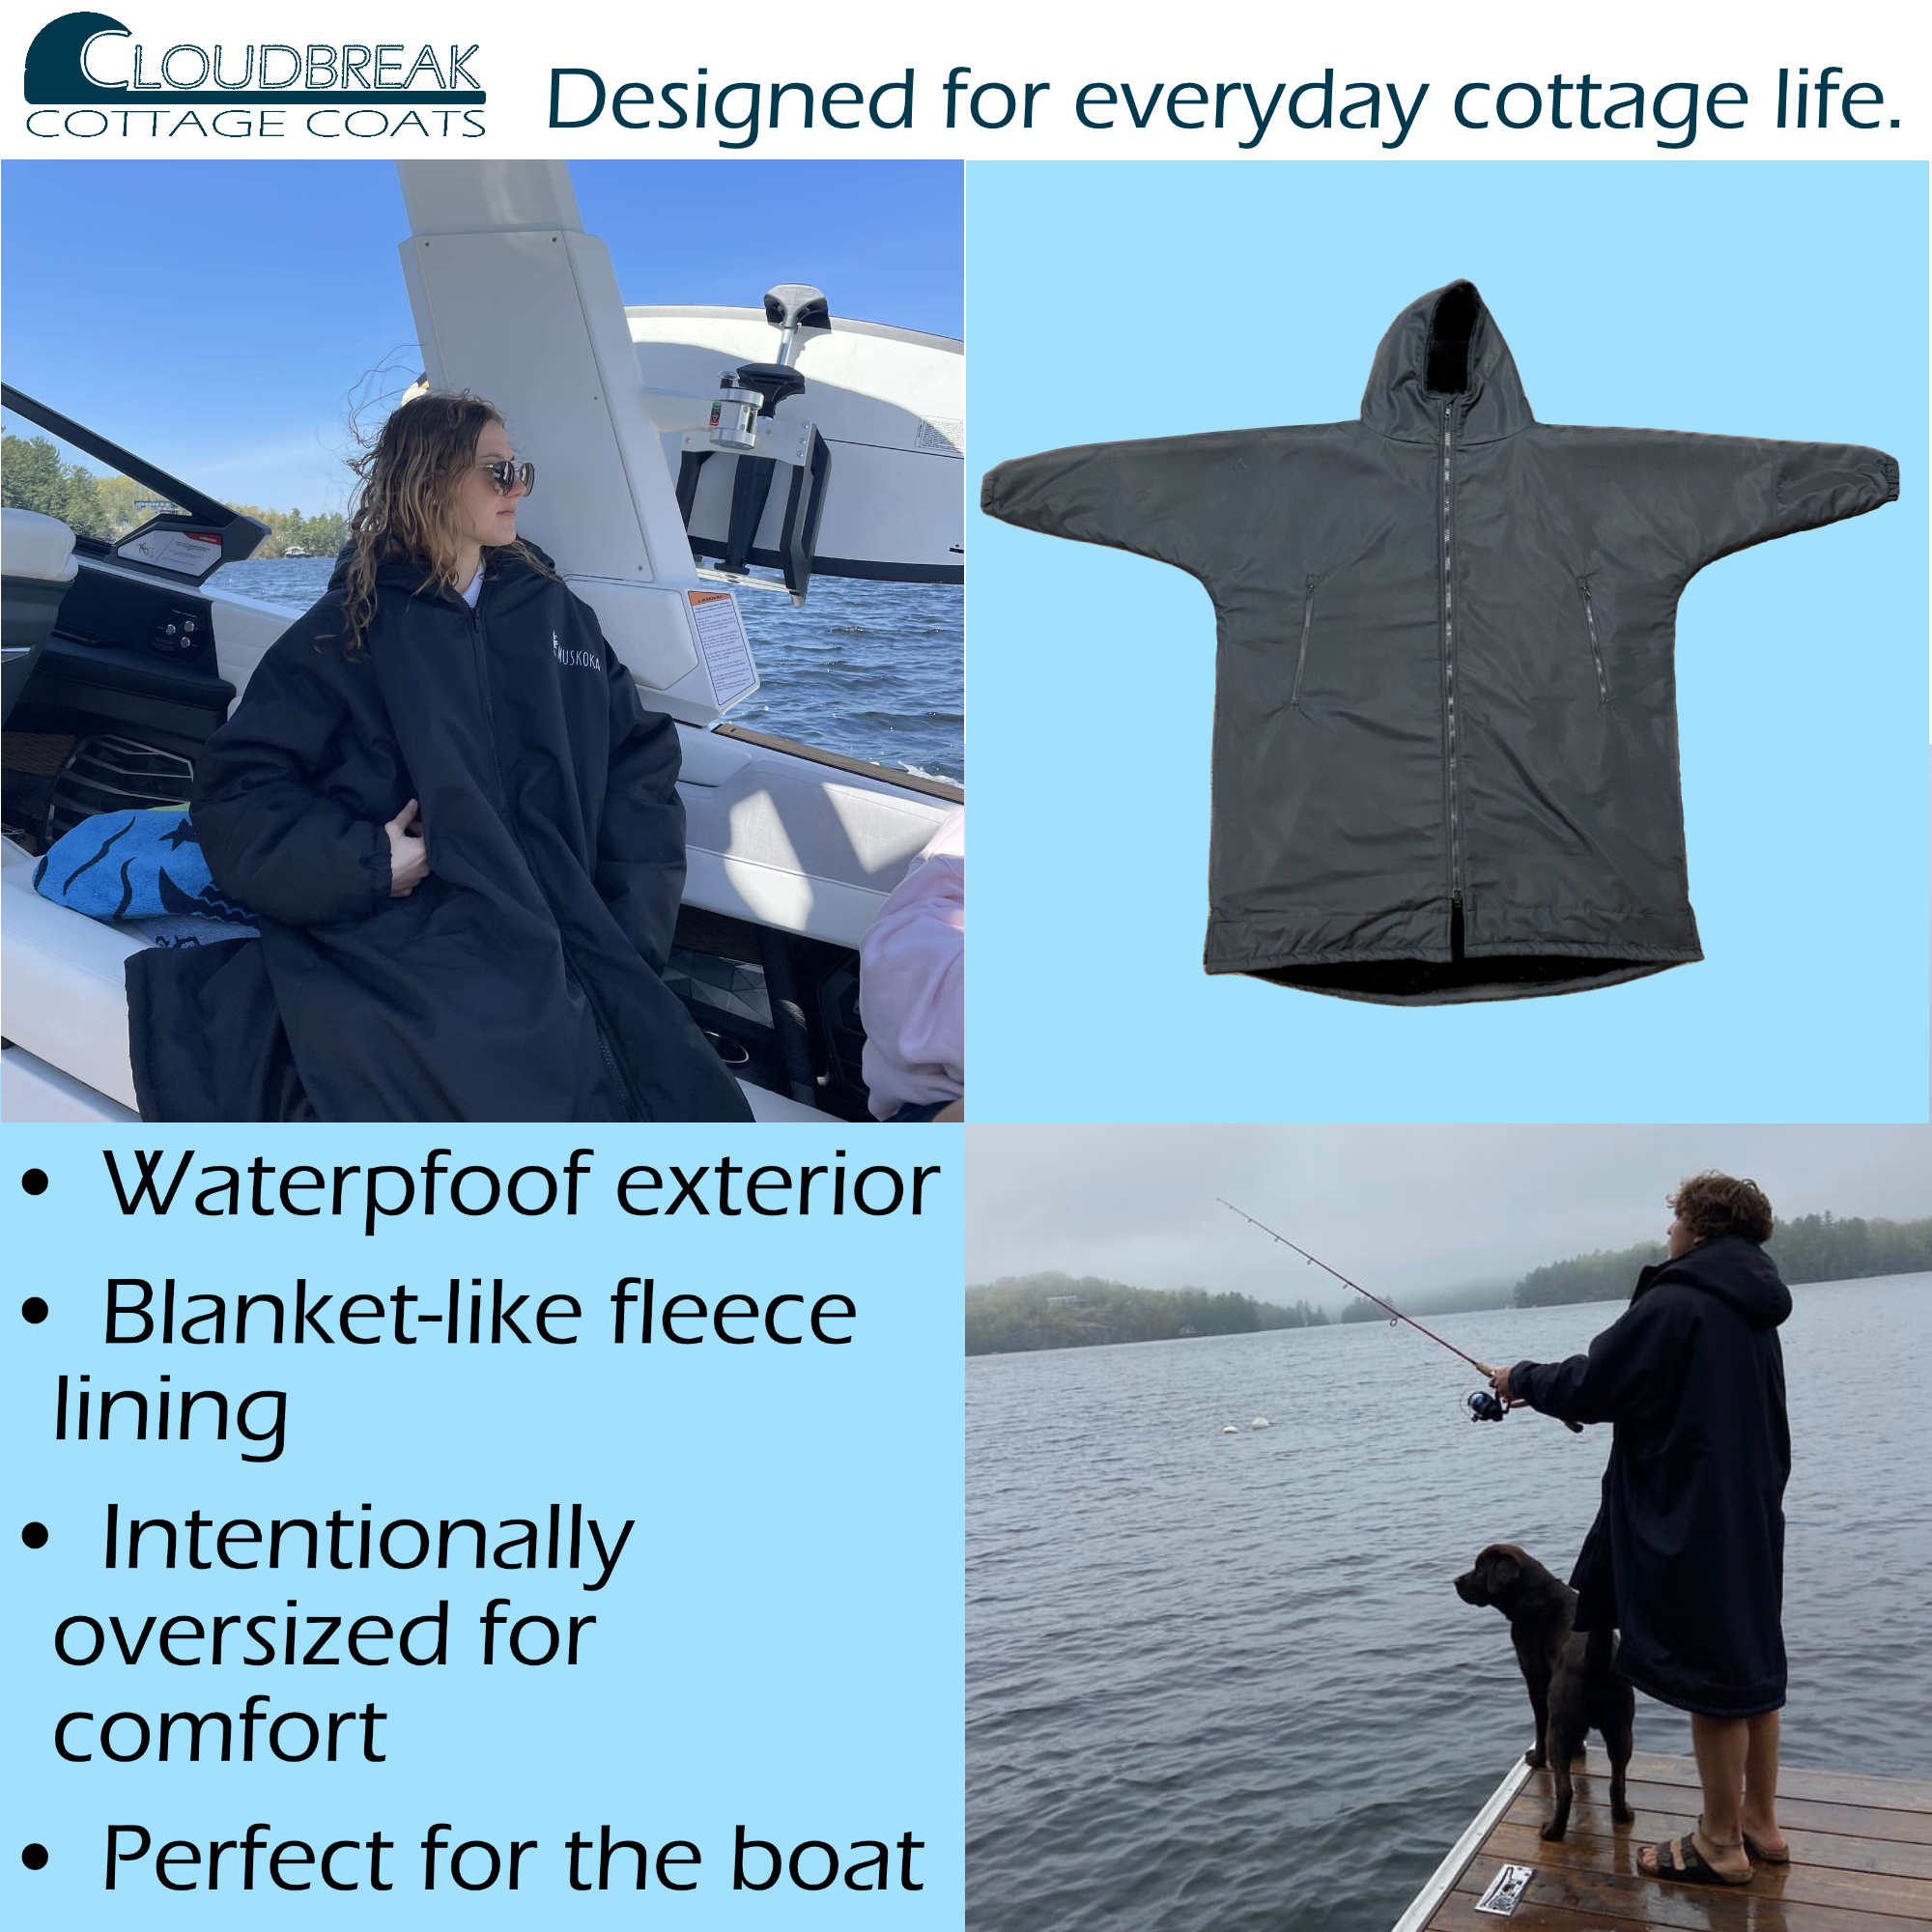 CLOUDBREAK
COTTAGE COATS
Designed for everyday cottage life.
MUSKOKA
• Waterpfoof exterior
• Blanket-like fleece
lining
• Intentionally
oversized for
comfort
• Perfect for the boat